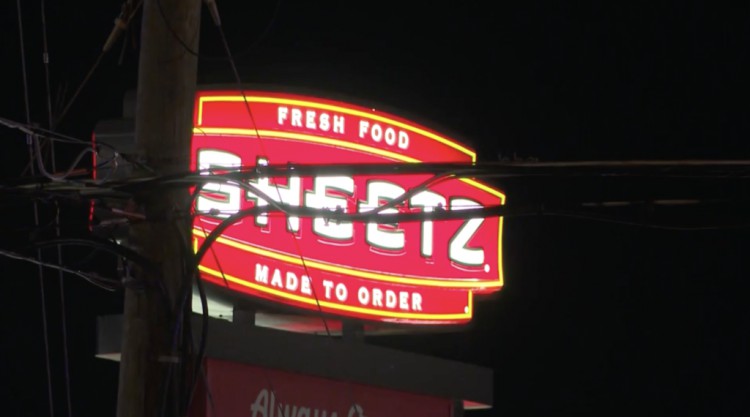 FRESH FOOD
SHEETZ
MADE TO ORDER
Always